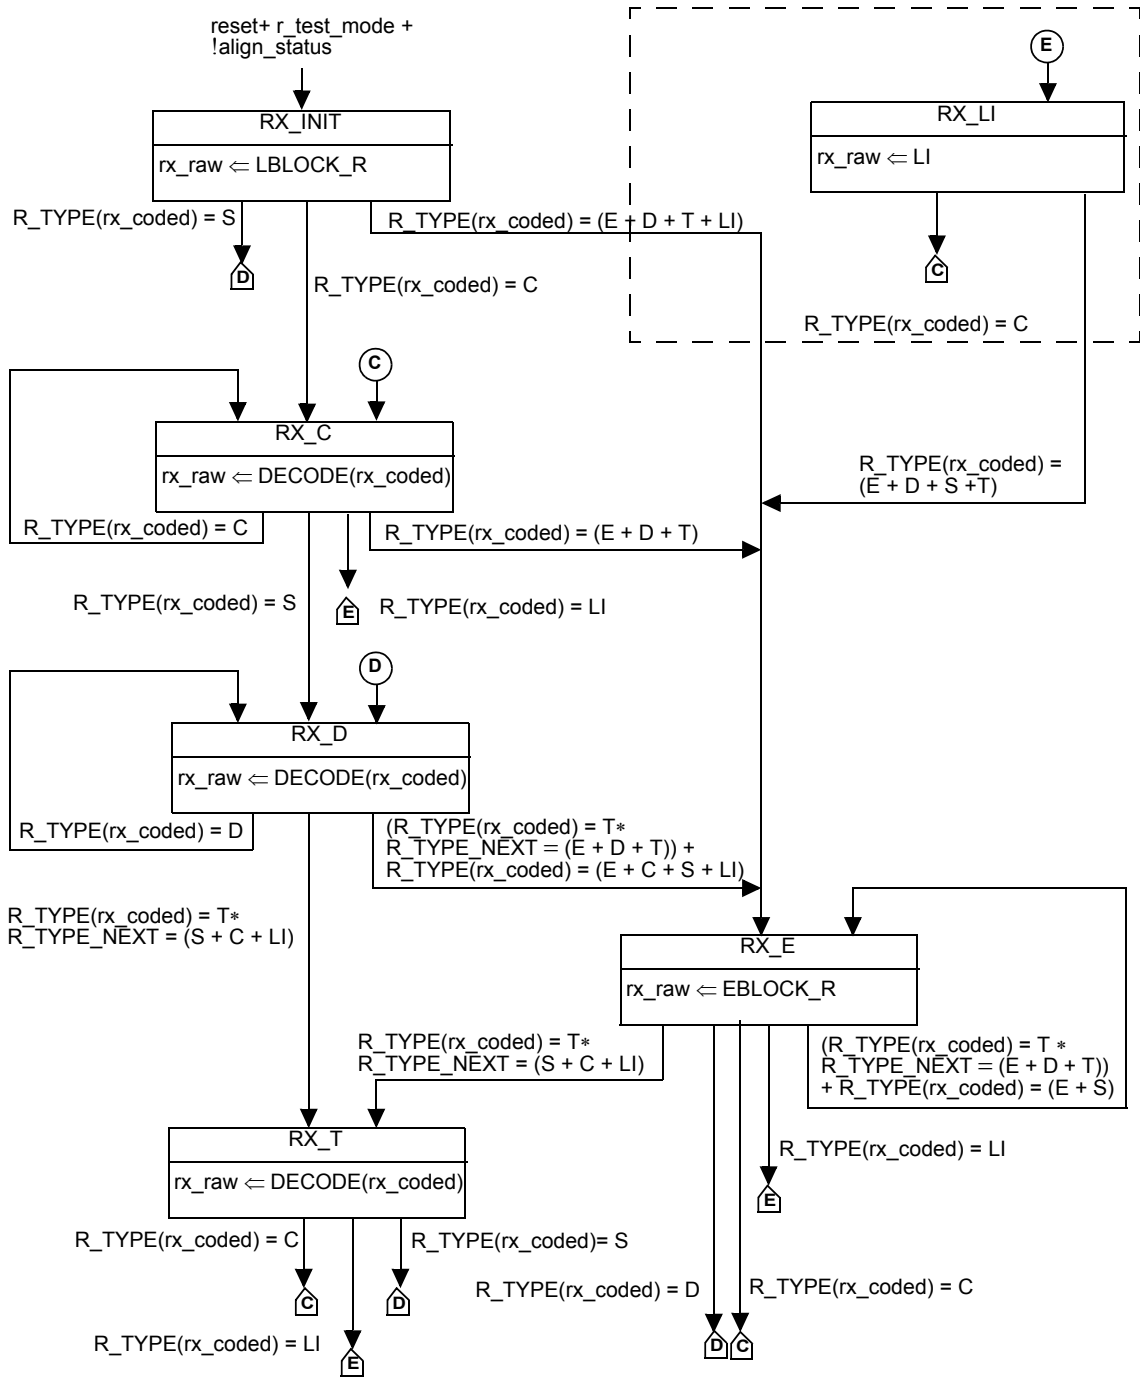 reset+ r_test_mode +
!align_status
E
RX_INIT
rx_raw ⇐ LBLOCK_R
RX_LI
rx_raw ⇐ LI
R_TYPE(rx_coded) = S
R_TYPE(rx_coded) = (E + D + T + LI)
D
C
R_TYPE(rx_coded) = C
R_TYPE(rx_coded) = C
C
RX_C
rx_raw ⇐ DECODE(rx_coded)
R_TYPE(rx_coded) =
(E + D + S +T)
R_TYPE(rx_coded) = C
R_TYPE(rx_coded) = (E + D + T)
R_TYPE(rx_coded) = S
E
R_TYPE(rx_coded) = LI
D
RX_D
rx_raw ⇐ DECODE(rx_coded)
R_TYPE(rx_coded) = D
(R_TYPE(rx_coded) = T∗
R_TYPE_NEXT = (E + D + T)) +
R_TYPE(rx_coded) = (E + C + S + LI)
R_TYPE(rx_coded) = T∗
R_TYPE_NEXT = (S + C + LI)
RX_E
rx_raw ⇐ EBLOCK_R
R_TYPE(rx_coded) = T∗
R_TYPE_NEXT = (S + C + LI)
(R_TYPE(rx_coded) = T ∗
R_TYPE_NEXT = (E + D + T))
+ R_TYPE(rx_coded) = (E + S)
RX_T
rx_raw ⇐ DECODE(rx_coded)
R_TYPE(rx_coded) = LI
E
R_TYPE(rx_coded) = C
R_TYPE(rx_coded)= S
C
D
R_TYPE(rx_coded) = D
R_TYPE(rx_coded) = C
R_TYPE(rx_coded) = LI
E
D
C